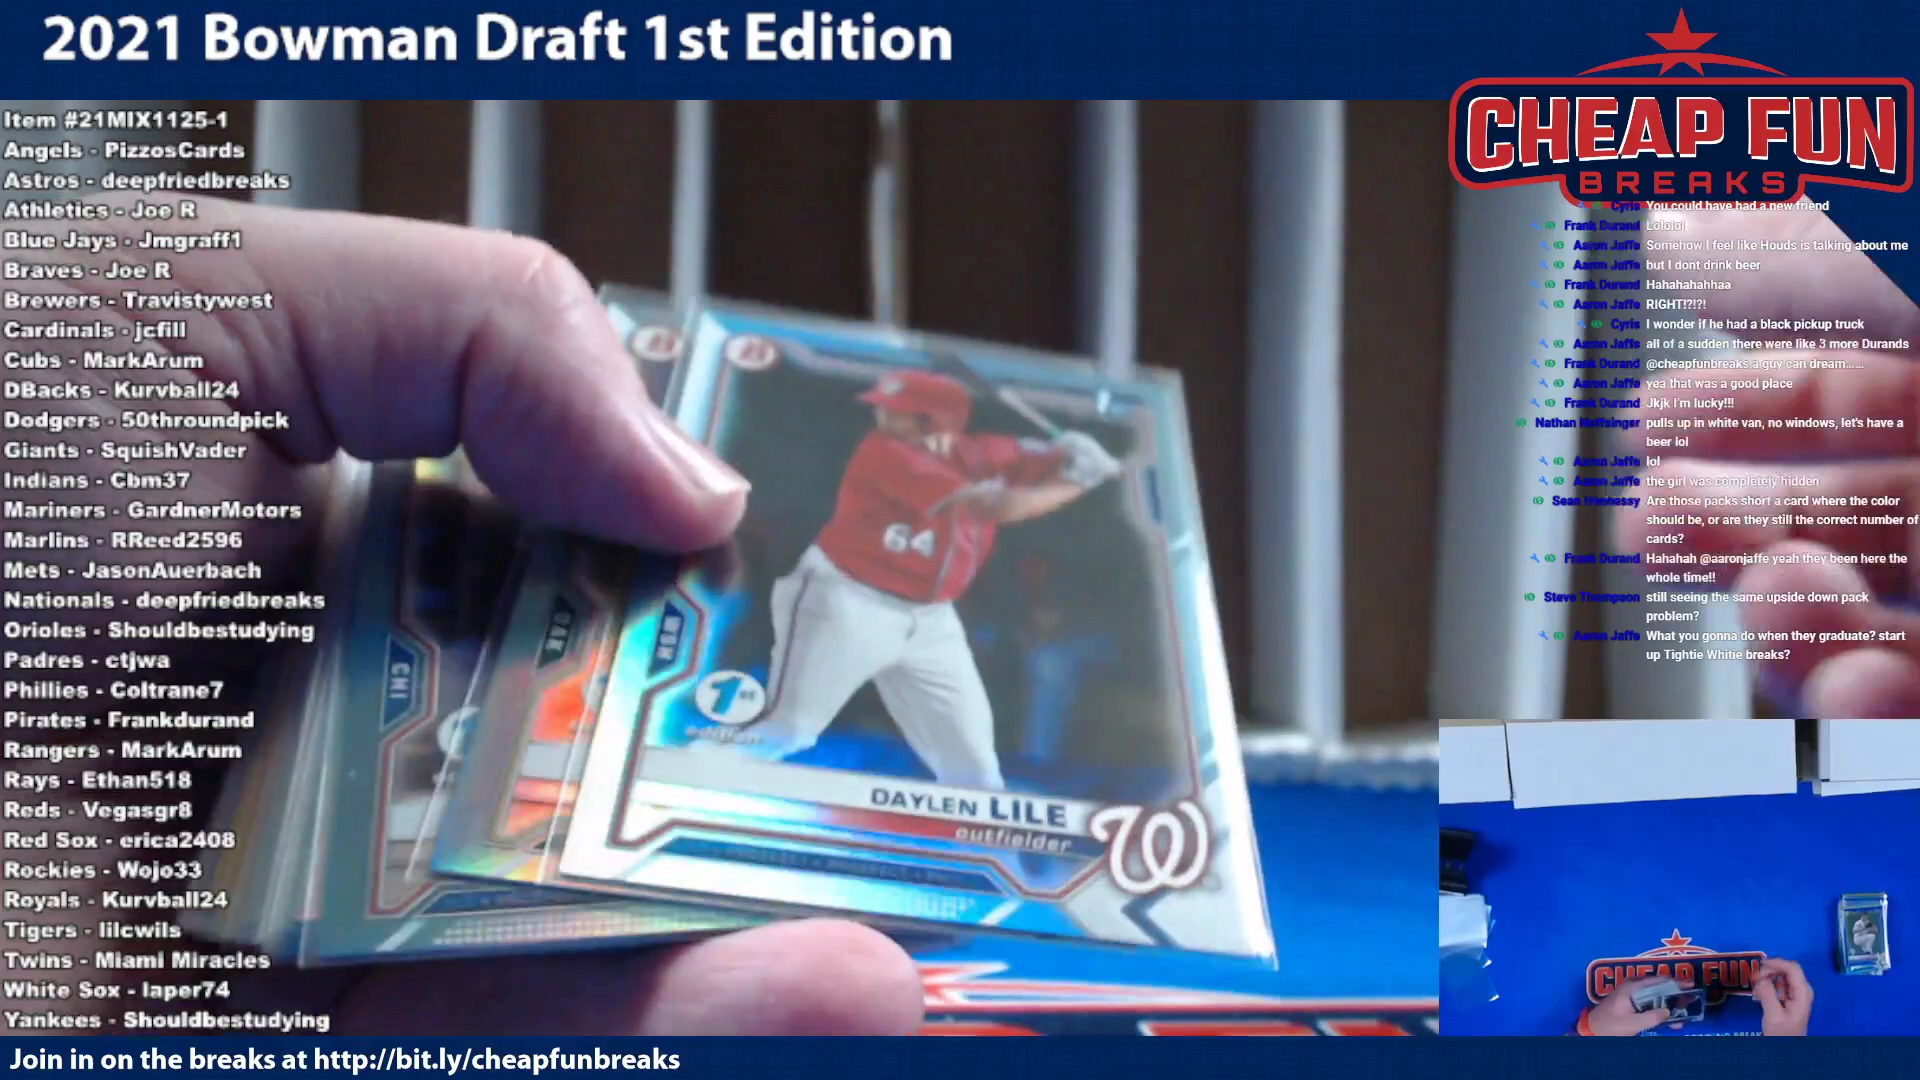 2021 Bowman Draft 1st Edition
Item #21MIX1125-1
Angels - PizzosCards
Astros - deepfriedbreaks
Athletics - Joe R
Blue Jays - Jmgraff1
Braves - Joe R
Brewers - Travistywest
Cardinals - jcfill
Cubs - MarkArum
DBacks - Kurvball24
Dodgers - 50throundpick
Giants - SquishVader
Indians - Cbm37
Mariners - GardnerMotors
Marlins - RReed2596
Mets - JasonAuerbach
Nationals - deepfriedbreaks
Orioles - Shouldbestudying
Padres - ctjwa
Phillies - Coltrane7
Pirates - Frankdurand
Rangers - MarkArum
Rays - Ethan518
Reds - Vegasgr8
Red Sox - erica2408
Rockies - Wojo33
Royals - Kurvball24
Tigers - lilcwils
Twins - Miami Miracles
White Sox - laper74
Yankees - Shouldbestudying
CHI
OAK
WSH
64
1st
edition
DAYLEN LILE
outfielder
W
CHEAP FUN
BREAKS
Cyris You could have had a new friend
Frank Durand Lololol
Aaron Jaffe Somehow I feel like Houds is talking about me
Aaron Jaffe but I dont drink beer
Frank Durand Hahahahahhaa
Aaron Jaffe RIGHT!?!?!
Cyris I wonder if he had a black pickup truck
Aaron Jaffe all of a sudden there were like 3 more Durands
Frank Durand @cheapfunbreaks a guy can dream......
Aaron Jaffe yea that was a good place
Frank Durand Jkjk I'm lucky!!!
Nathan Noffsinger pulls up in white van, no windows, let's have a
beer lol
Aaron Jaffe lol
Aaron Jaffe the girl was completely hidden
Sean Hennessy Are those packs short a card where the color
should be, or are they still the correct number of
cards?
Frank Durand Hahahah @aaronjaffe yeah they been here the
whole time!!
Steve Thompson still seeing the same upside down pack
problem?
Aaron Jaffe What you gonna do when they graduate? start
up Tightie Whitie breaks?
CHEAP FUN
Join in on the breaks at http://bit.ly/cheapfunbreaks